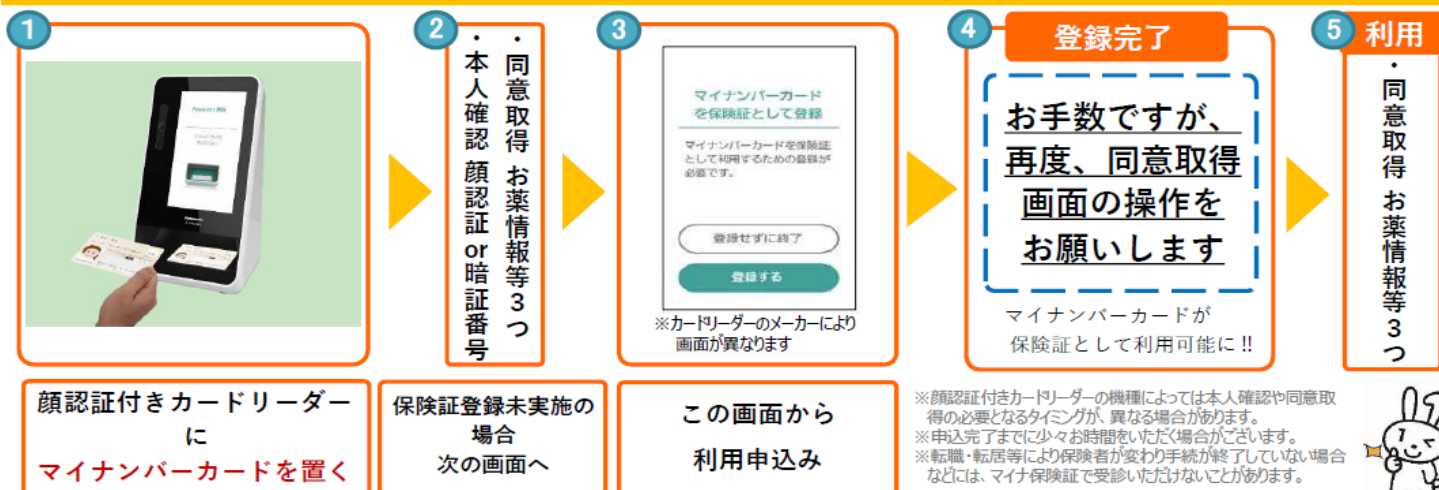 1
顔認証付きカードリーダー
に
マイナンバーカードを置く
2
・同意取得 お薬情報等3つ
・本人確認 顔認証or暗証番号
保険証登録未実施の
場合
次の画面へ
3
マイナンバーカード
を保険証として登録
マイナンバーカードを保険証
として利用するための登録が
必要です。
登録せずに終了
登録する
※カードリーダーのメーカーにより
画面が異なります
この画面から
利用申込み
4
登録完了
お手数ですが、
再度、同意取得
画面の操作を
お願いします
マイナンバーカードが
保険証として利用可能に!!
5
利用
・同意取得 お薬情報等3つ
※顔認証付きカードリーダーの機種によっては本人確認や同意取
得の必要となるタイミングが、異なる場合があります。
※申込完了までに少々お時間をいただく場合がございます。
※転職・転居等により保険者が変わり手続が終了していない場合
などには、マイナ保険証で受診いただけないことがあります。